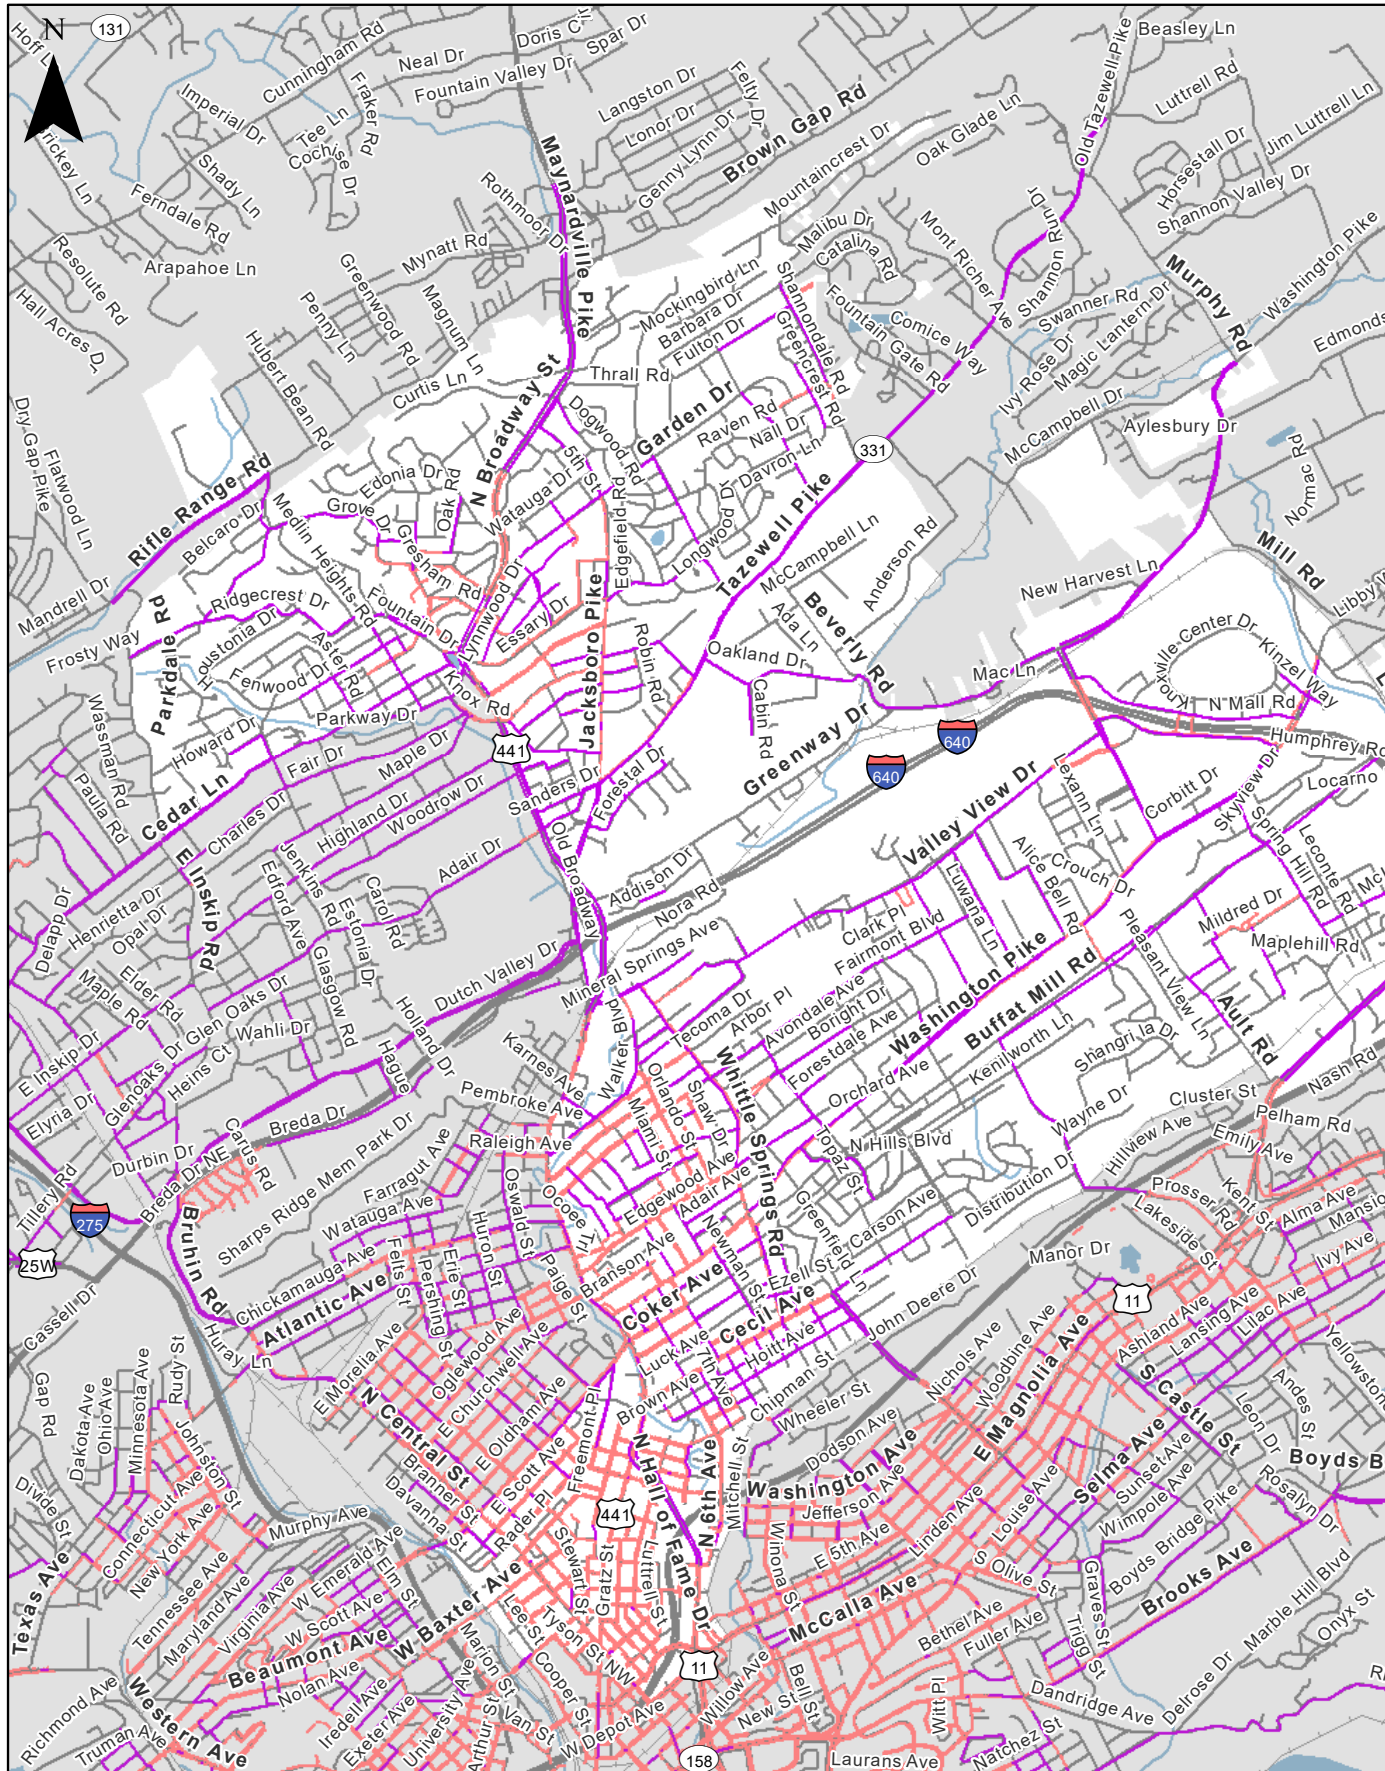 N
131
Hoff L
Cunningham Rd
Neal Dr
Doris C
Spar Dr
Fountain Valley Dr
Beasley Ln
Imperial Dr
Tee Ln
Fraker Rd
Cochise Dr
Langston Dr
Felty Dr
Lonor Dr
Genny Lynn Dr
Brown Gap Rd
Old Tazewell Pike
Luttrell Rd
Jim Luttrell Ln
Horsestall Dr
Shannon Valley Dr
rickey Ln
Shady Ln
Ferndale Rd
Maynardville Pike
Rothmoor Dr
Mountaincrest Dr
Oak Glade Ln
Malibu Dr
Catalina Rd
Mont Richer Ave
Shannon Run Dr
Washington Pike
Resolute Rd
Hall Acres D
Arapahoe Ln
Mynatt Rd
Greenwood Rd
Penny Ln
Magnum Ln
Hubert Bean Rd
Mockingbird Ln
Barbara Dr
Fulton Dr
Shannondale Rd
Greencrest Rd
Fountain Gate Rd
Comice Way
Swanner Rd
Magic Lantern Dr
Ivy Rose Dr
Murphy Rd
Edmonds
Curtis Ln
N Broadway St
Thrall Rd
Dogwood Rd
Garden Dr
Raven Rd
Nall Dr
Davron Ln
331
McCampbell Dr
Aylesbury Dr
Dry Gap Pike
Flatwood Ln
Rifle Range Rd
Belcaro Dr
Medlin Heights Rd
Edonia Dr
Grove Dr
Oak Rd
Gresham Rd
Watauga Dr
5th St
Edgefield Rd
Longwood Dr
Tazewell Pike
McCampbell Ln
Anderson Rd
Normac Rd
Mill Rd
Libby
Mandrell Dr
Frosty Way
Parkdale Rd
Ridgecrest Dr
Houstonia Dr
Fenwood Dr
Aster Rd
Fountain Dr
Lynnwood Dr
Essary Dr
Jacksboro Pike
Robin Rd
Ada Ln
Beverly Rd
Oakland Dr
New Harvest Ln
Mac Ln
Knoxville Center Dr
Kinzel Way
N Mall Rd
Wassman Rd
Paula Rd
Howard Dr
Parkway Dr
Knox Rd
441
Cabin Rd
Greenway Dr
640
640
Humphrey Rd
Locarno
Cedar Ln
Fair Dr
Maple Dr
Charles Dr
Highland Dr
Woodrow Dr
Sanders Dr
Forestal Dr
Valley View Dr
Lexann Ln
Corbitt Dr
Skyview Dr
Spring Hill Rd
Leconte Rd
E Inskip Rd
Jenkins Rd
Edford Ave
Estonia Dr
Carol Rd
Adair Dr
Old Broadway
Addison Dr
Nora Rd
Alice Bell Rd
Crouch Dr
Luwana Ln
Delapp Dr
Henrietta Dr
Opal Dr
Elder Rd
Maple Rd
Glasgow Rd
Glen Oaks Dr
Wahli Dr
Heins Ct
Glenoaks Dr
Dutch Valley Dr
Holland Dr
Hague
Mineral Springs Ave
Clark Pl
Fairmont Blvd
Washington Pike
Buffat Mill Rd
Pleasant View Ln
Mildred Dr
Maplehill Rd
Ault Rd
Nash Rd
E Inskip Dr
Elyria Dr
Tillery Rd
Durbin Dr
Breda Dr NE
Breda Dr
Carus Rd
Sharps Ridge Mem Park Dr
Karnes Ave
Walker Blvd
Pembroke Ave
Raleigh Ave
Tecoma Dr
Arbor Pl
Avondale Ave
Boright Dr
Forestdale Ave
Orchard Ave
Kenilworth Ln
Shangri la Dr
Whittle Springs Rd
Orlando St
Shaw Dr
Miami St
Topaz St
N Hills Blvd
Wayne Dr
Distribution Dr
Hillview Ave
Cluster St
Pelham Rd
Emily Ave
275
25W
Bruhin Rd
Farragut Ave
Watauga Ave
Chickamauga Ave
Atlantic Ave
Oswald St
Huron St
Erie St
Felts St
Pershing St
Ocoee Trl
Paige St
Edgewood Ave
Adair Ave
Branson Ave
Newman St
Coker Ave
Ezell St
Cecil Ave
Greenfield Ln
Carson Ave
John Deere Dr
Manor Dr
Prosser Rd
Lakeside St
Kent St
Alma Ave
Ivy Ave
11
Cassell Dr
Gap Rd
Rudy St
Huray Ln
E Morelia Ave
Oglewood Ave
E Churchwell Ave
E Oldham Ave
Luck Ave
7th Ave
Hoitt Ave
Brown Ave
Chipman St
Wheeler St
Nichols Ave
Woodbine Ave
E Magnolia Ave
Ashland Ave
Lansing Ave
Lilac Ave
S Castle St
Yellowstone
Dakota Ave
Ohio Ave
Minnesota Ave
Johnston St
Connecticut Ave
New York Ave
Divide St
N Central St
Branner St
Davanna St
E Scott Ave
Freemont Pl
Rader Pl
N Hall of Fame Dr
N 6th Ave
Mitchell St
Dodson Ave
Washington Ave
Jefferson Ave
E 5th Ave
Linden Ave
Louise Ave
Selma Ave
Sunset Ave
Wimpole Ave
Leon Dr
Andes St
Boyds B
Rosalyn Dr
Murphy Ave
Texas Ave
Tennessee Ave
Maryland Ave
Virginia Ave
W Emerald Ave
W Scott Ave
Elm St
W Baxter Ave
441
Stewart St
Gratz St
Luttrell St
Winona St
S Olive St
McCalla Ave
Bethel Ave
Fuller Ave
Trigg St
Graves St
Boyds Bridge Pike
Brooks Ave
Marble Hill Blvd
Onyx St
Beaumont Ave
Nolan Ave
Iredell Ave
Exeter Ave
University Ave
Marion St
Arthur St
Lee St
Tyson St NW
Cooper St
Van St
W Depot Ave
11
Willow Ave
New St
Bell St
Witt Pl
Dandridge Ave
Delrose Dr
Natchez St
Richmond Ave
Truman Ave
Western Ave
158
Laurans Ave